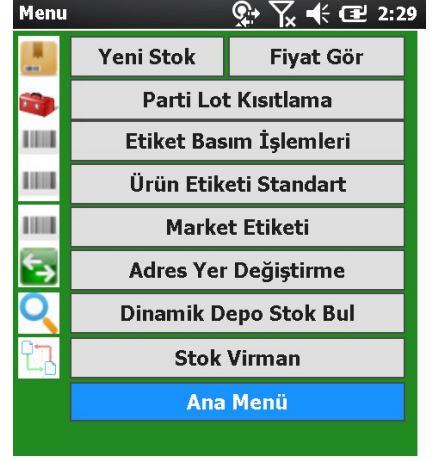 Menu 2:29
Yeni Stok Fiyat Gör
Parti Lot Kısıtlama
Etiket Basım İşlemleri
Ürün Etiketi Standart
Market Etiketi
Adres Yer Değiştirme
Dinamik Depo Stok Bul
Stok Virman
Ana Menü